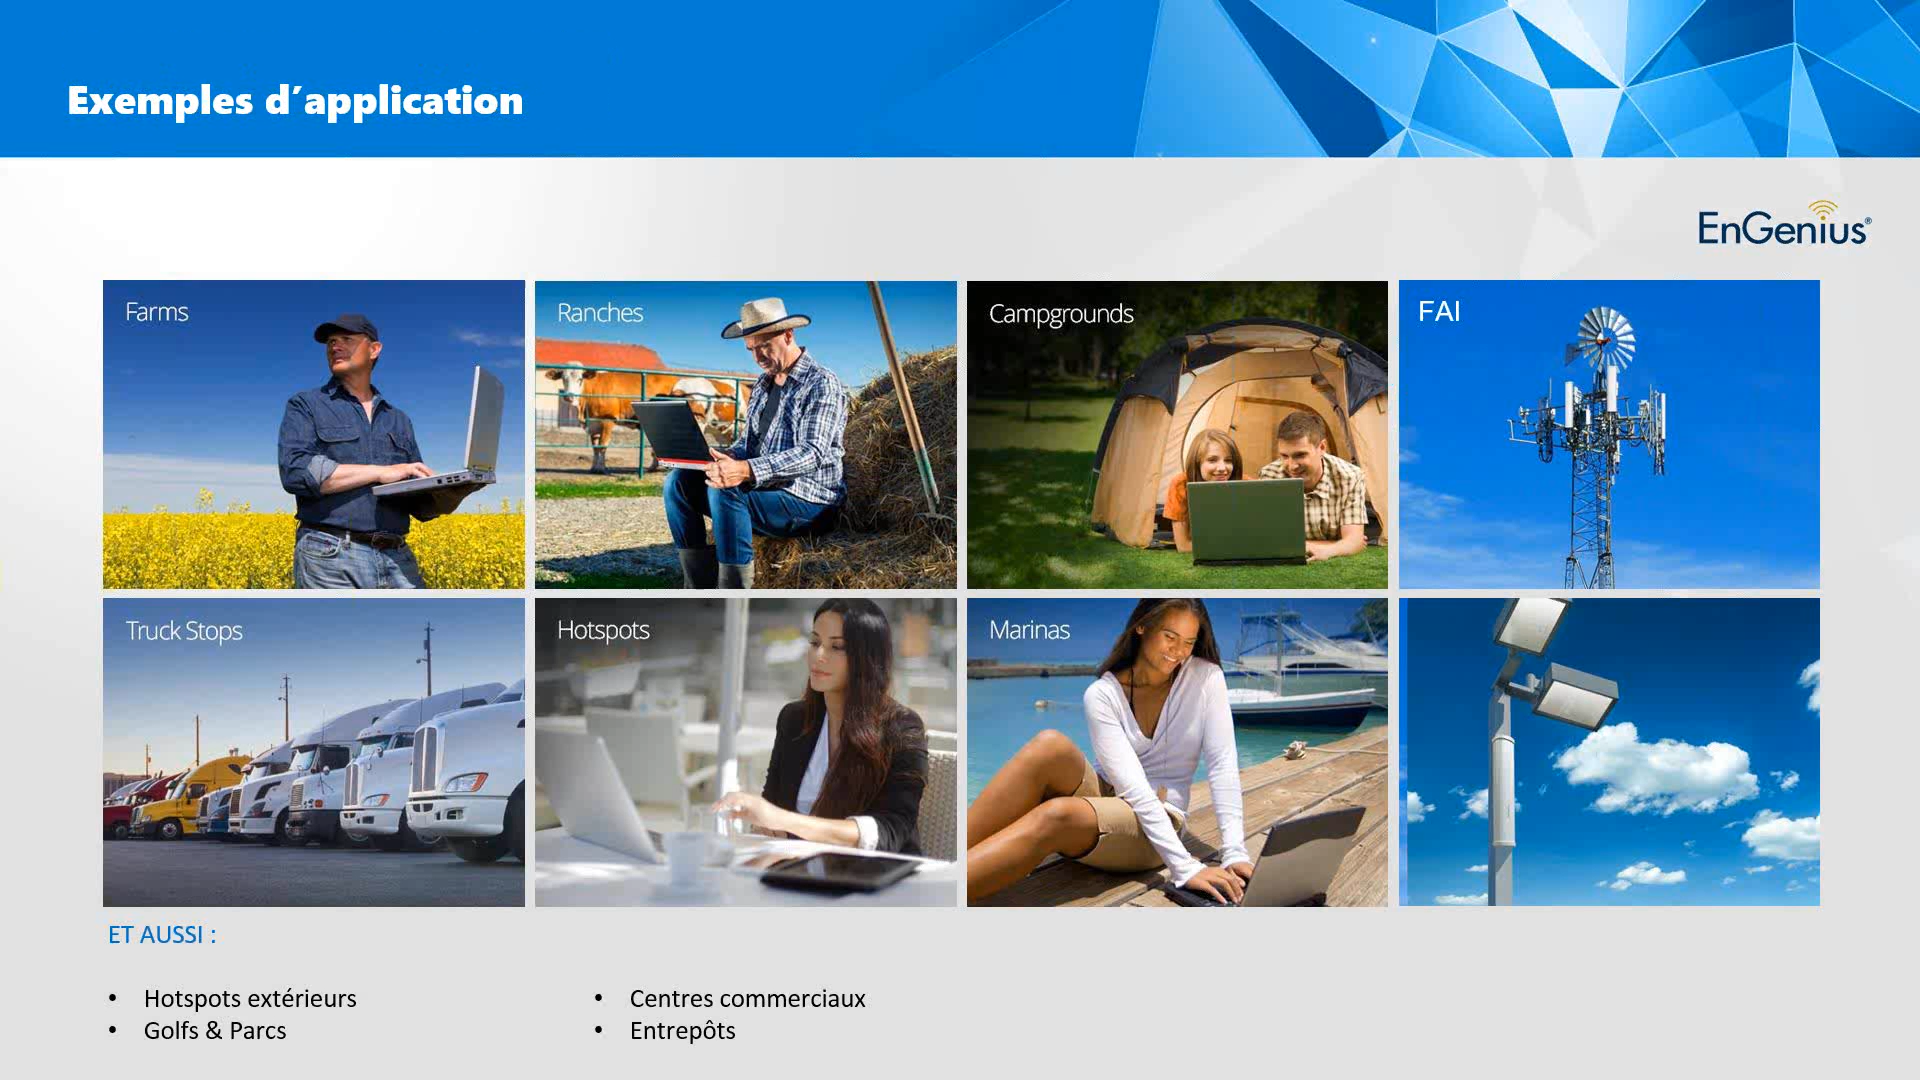 Exemples d’application
EnGenius®
Farms
Ranches
Campgrounds
FAI
Truck Stops
Hotspots
Marinas
ET AUSSI :
• Hotspots extérieurs
• Golfs & Parcs
• Centres commerciaux
• Entrepôts